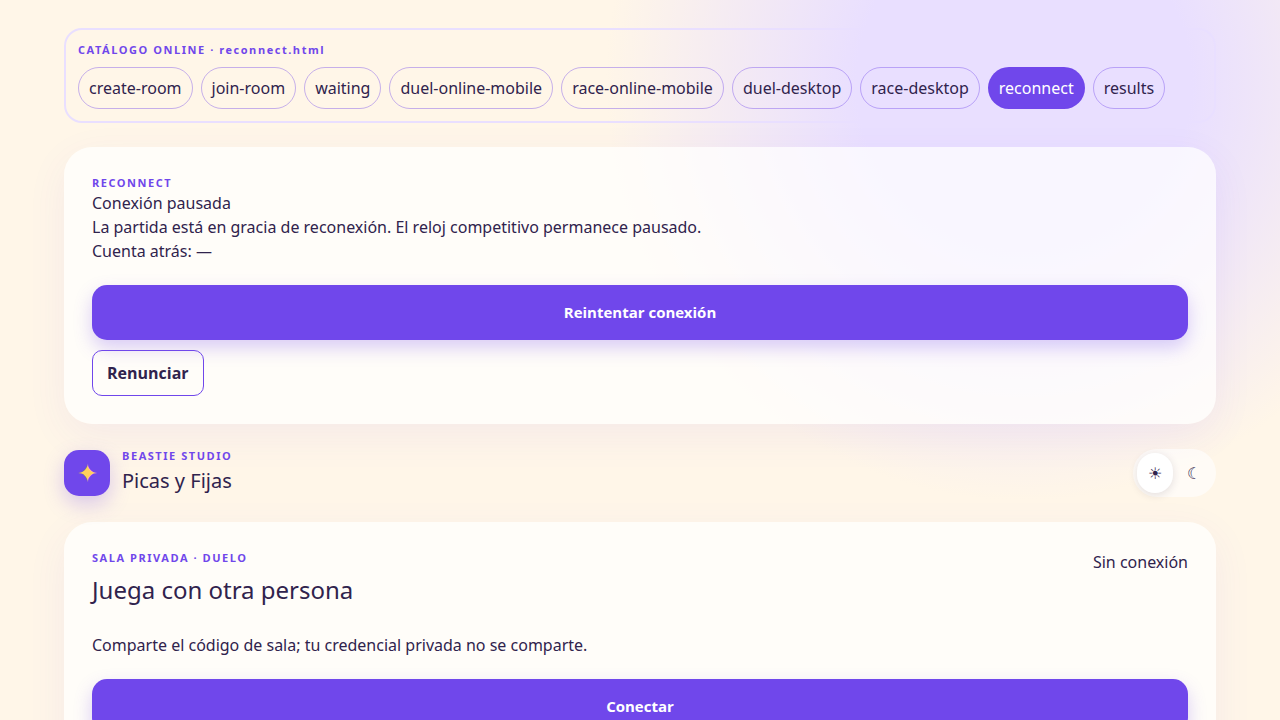 CATÁLOGO ONLINE · reconnect.html
create-room join-room waiting duel-online-mobile race-online-mobile duel-desktop race-desktop reconnect results
RECONNECT
Conexión pausada
La partida está en gracia de reconexión. El reloj competitivo permanece pausado.
Cuenta atrás: —
Reintentar conexión
Renunciar
BEASTIE STUDIO
Picas y Fijas
SALA PRIVADA · DUELO
Sin conexión
Juega con otra persona
Comparte el código de sala; tu credencial privada no se comparte.
Conectar